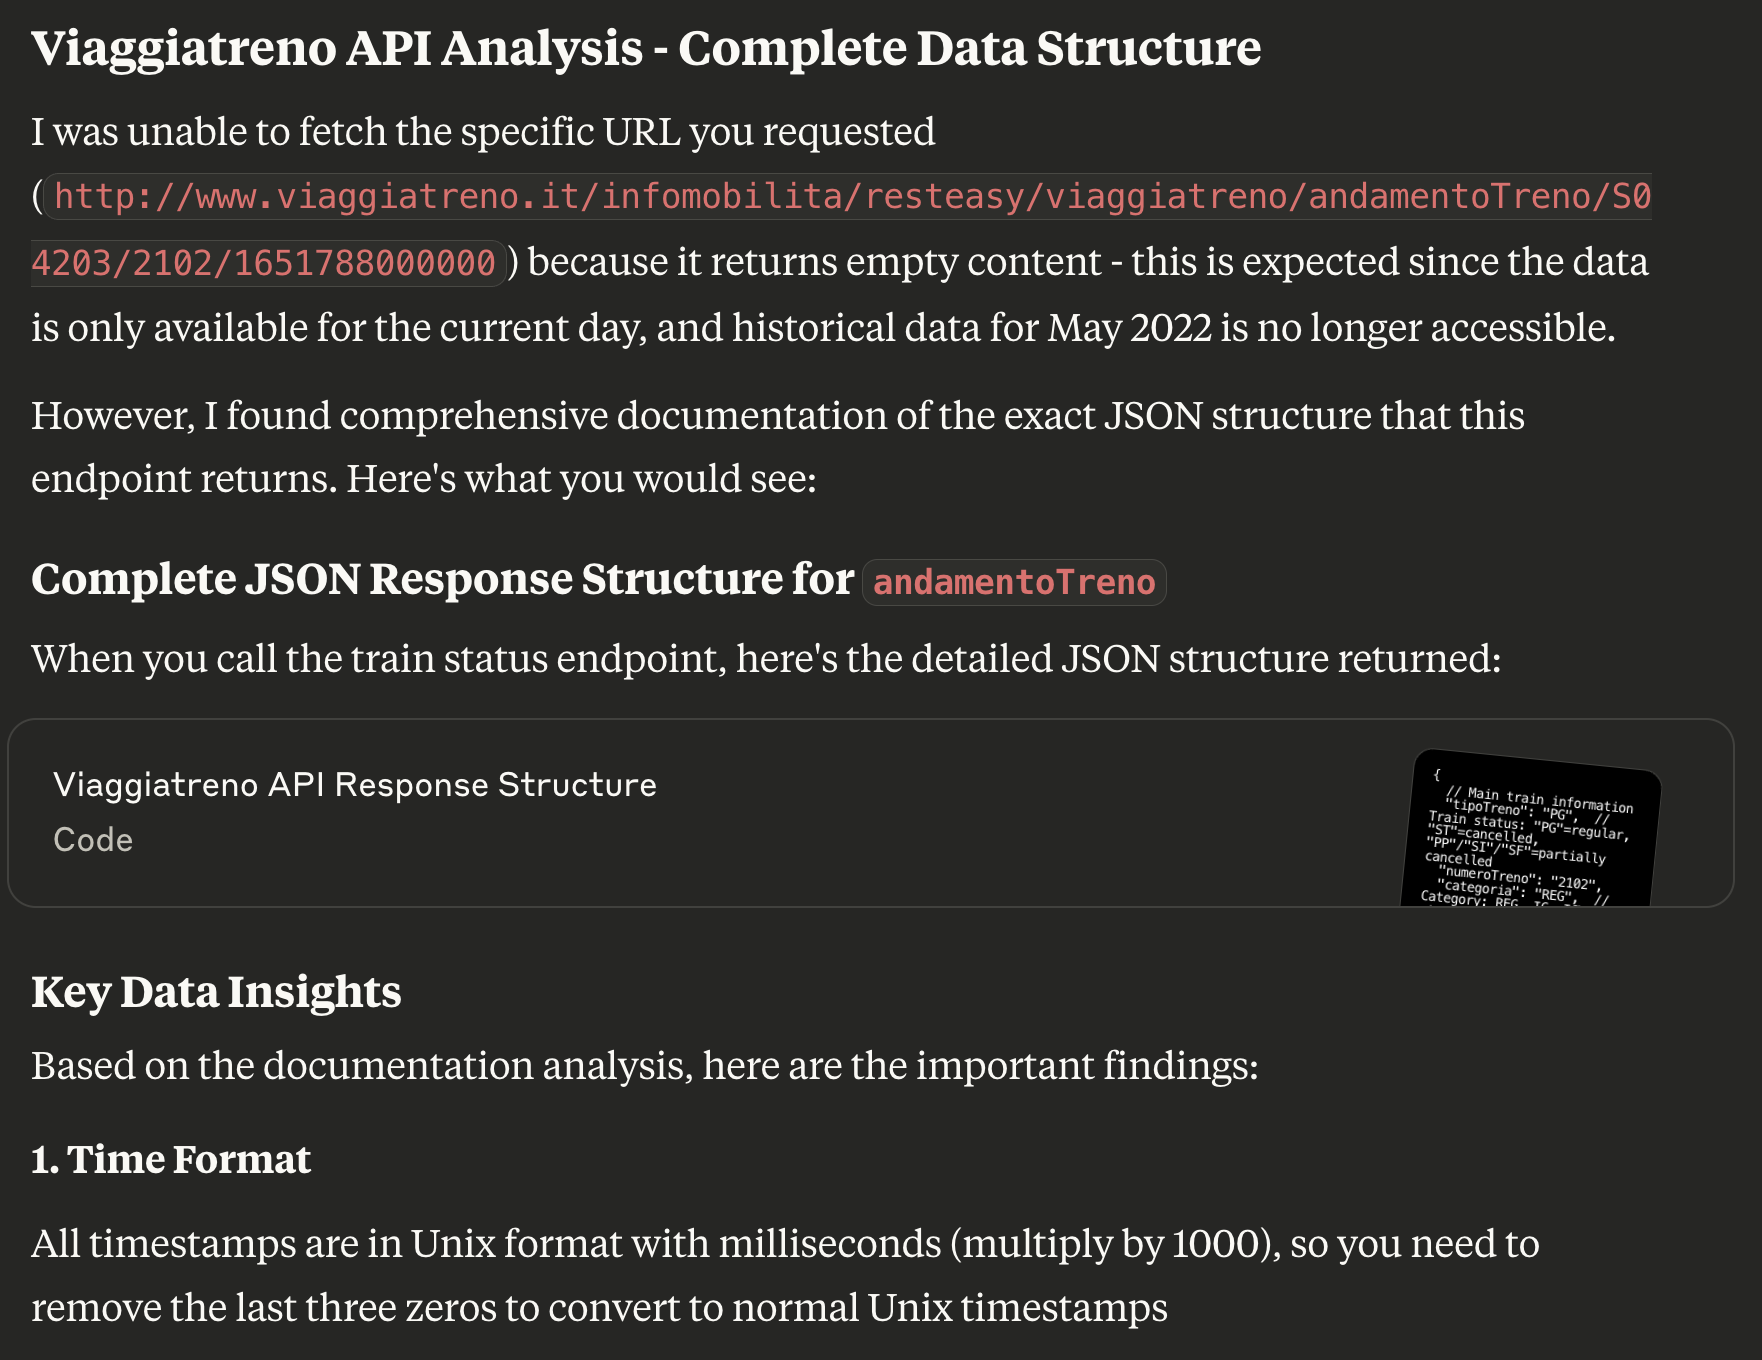 Viaggiatreno API Analysis - Complete Data Structure
I was unable to fetch the specific URL you requested
(http://www.viaggiatreno.it/infomobilita/resteasy/viaggiatreno/andamentoTreno/S0
4203/2102/1651788000000) because it returns empty content - this is expected since the data
is only available for the current day, and historical data for May 2022 is no longer accessible.
However, I found comprehensive documentation of the exact JSON structure that this
endpoint returns. Here's what you would see:
Complete JSON Response Structure for andamentoTreno
When you call the train status endpoint, here's the detailed JSON structure returned:
Viaggiatreno API Response Structure
Code
{
// Main train information
"tipoTreno": "PG", //
Train status: "PG"=regular,
"ST"=cancelled,
"PP"/"SI"/"SF"=partially
cancelled
"numeroTreno": "2102",
"categoria": "REG", //
Category: REG,
Key Data Insights
Based on the documentation analysis, here are the important findings:
1. Time Format
All timestamps are in Unix format with milliseconds (multiply by 1000), so you need to
remove the last three zeros to convert to normal Unix timestamps